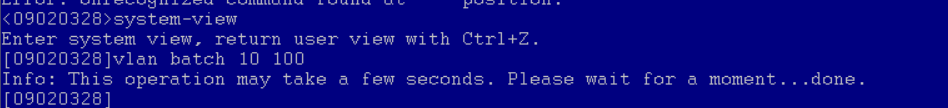 Error: Unrecognized command found at position.
<09020328>system-view
Enter system view, return user view with Ctrl+Z.
[09020328]vlan batch 10 100
Info: This operation may take a few seconds. Please wait for a moment...done.
[09020328]